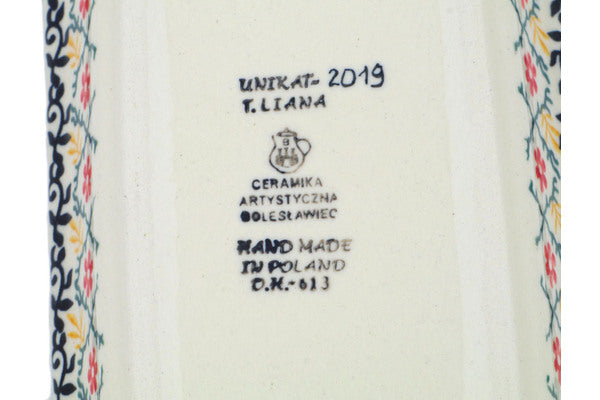 UNIKAT- 2019
T. LIANA
B
CERAMIKA
ARTYSTYCZNA
BOLESŁAWIEC
HAND MADE
IN POLAND
D.H.-613